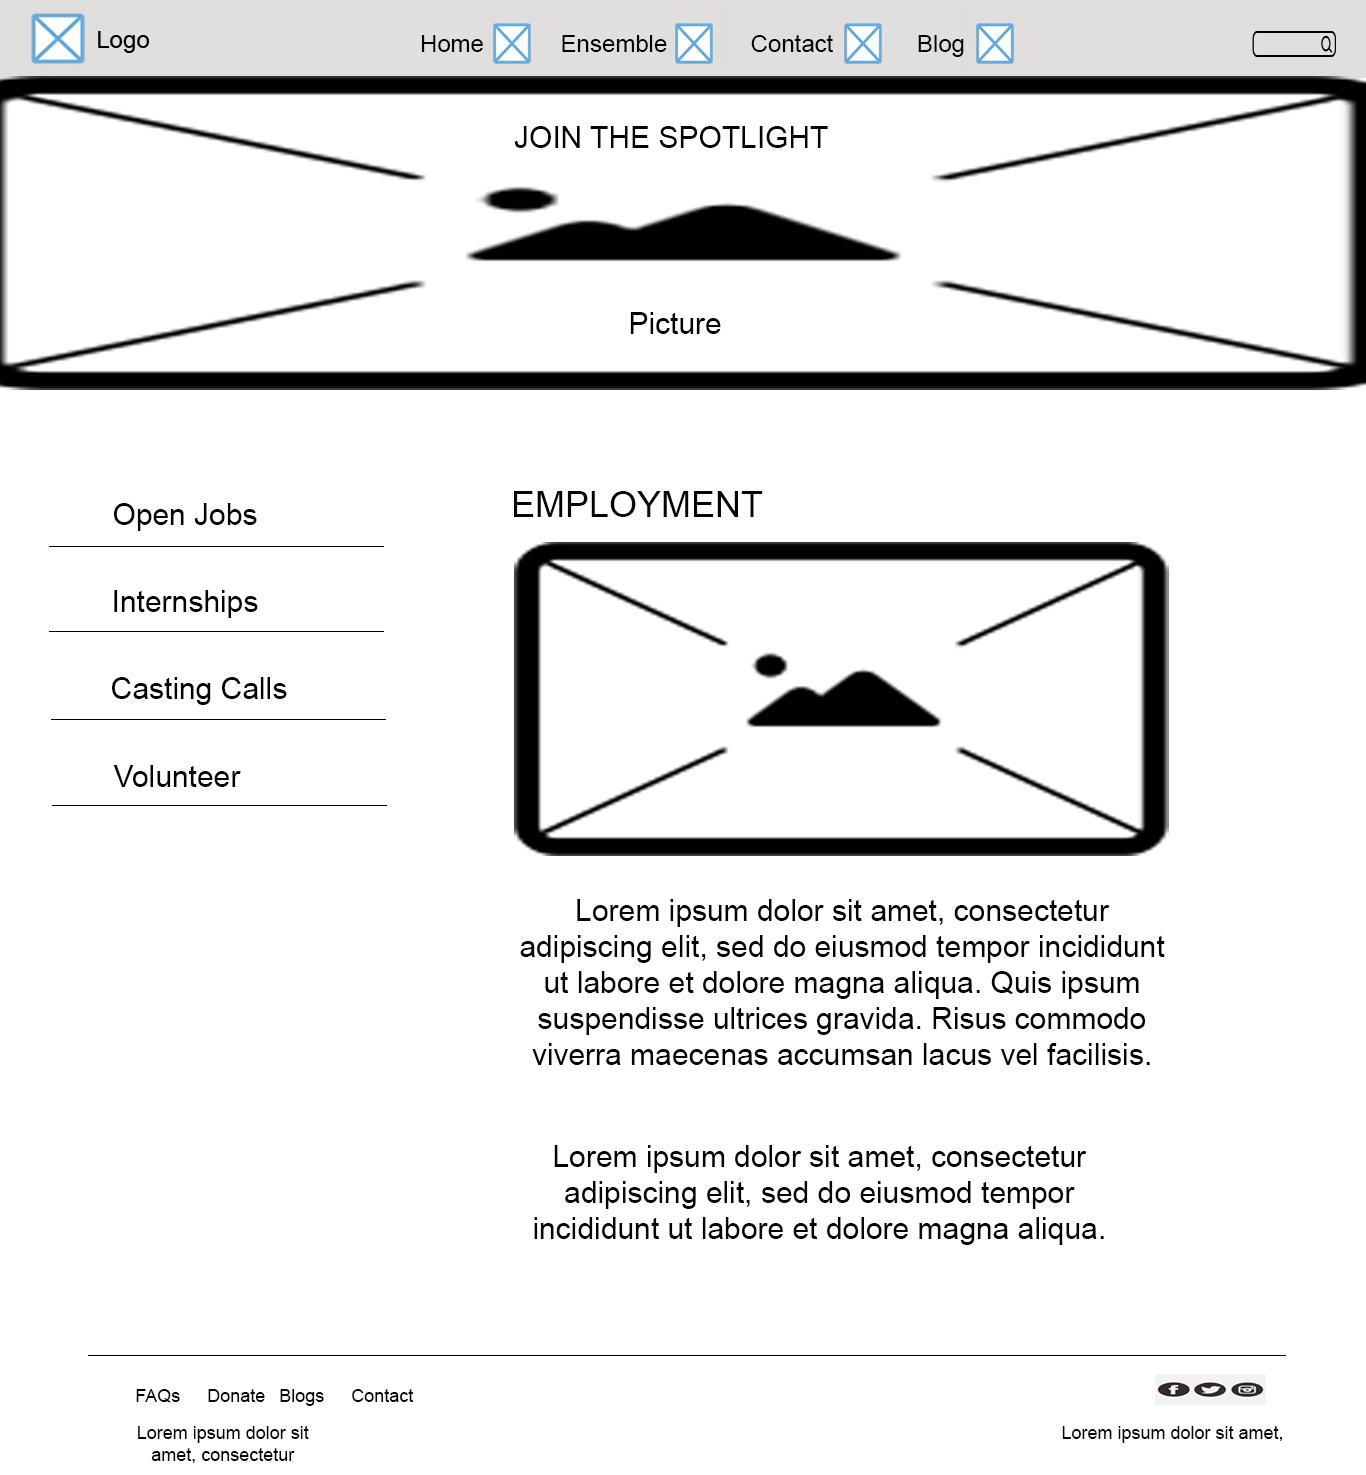 Logo
Home
Ensemble
Contact
Blog
JOIN THE SPOTLIGHT
Picture
Open Jobs
Internships
Casting Calls
Volunteer
EMPLOYMENT
Lorem ipsum dolor sit amet, consectetur
adipiscing elit, sed do eiusmod tempor incididunt
ut labore et dolore magna aliqua. Quis ipsum
suspendisse ultrices gravida. Risus commodo
viverra maecenas accumsan lacus vel facilisis.
Lorem ipsum dolor sit amet, consectetur
adipiscing elit, sed do eiusmod tempor
incididunt ut labore et dolore magna aliqua.
FAQs
Donate
Blogs
Contact
Lorem ipsum dolor sit
amet, consectetur
Lorem ipsum dolor sit amet,